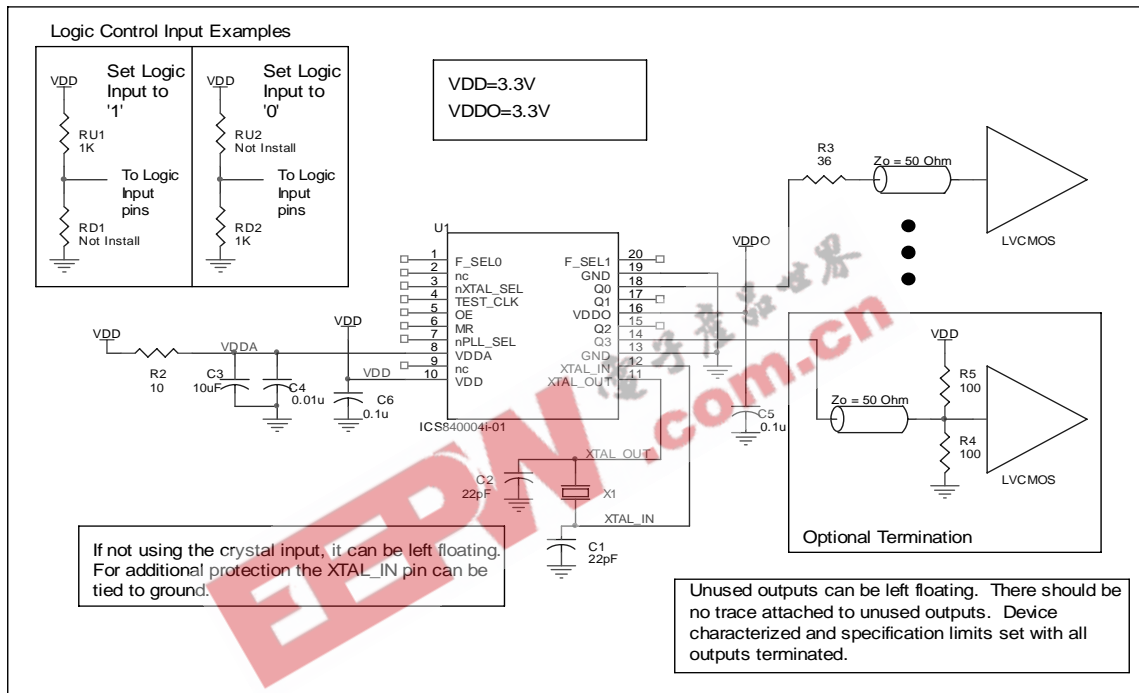 Logic Control Input Examples
VDD
Set Logic
Input to
'1'
RU1
1K
To Logic
Input
pins
RD1
Not Install
VDD
Set Logic
Input to
'0'
RU2
Not Install
To Logic
Input
pins
RD2
1K
VDD=3.3V
VDDO=3.3V
R3
36
Zo = 50 Ohm
LVCMOS
U1
1 F_SEL0
2 nc
3 nXTAL_SEL
4 TEST_CLK
5 OE
6 MR
7 nPLL_SEL
8 VDDA
9 nc
10 VDD
F_SEL1 20
GND 19
Q0 18
Q1 17
VDDO 16
Q2 15
Q3 14
GND 13
XTAL_IN 12
XTAL_OUT 11
ICS840004i-01
VDD
R2
10
VDDA
C3
10uF
C4
0.01u
VDD
VDD
C6
0.1u
VDDO
C5
0.1u
XTAL_OUT
C2
22pF
X1
XTAL_IN
C1
22pF
Zo = 50 Ohm
VDD
R5
100
R4
100
LVCMOS
Optional Termination
If not using the crystal input, it can be left floating.
For additional protection the XTAL_IN pin can be
tied to ground.
Unused outputs can be left floating. There should be
no trace attached to unused outputs. Device
characterized and specification limits set with all
outputs terminated.
EEPW.com.cn
電子產品世界